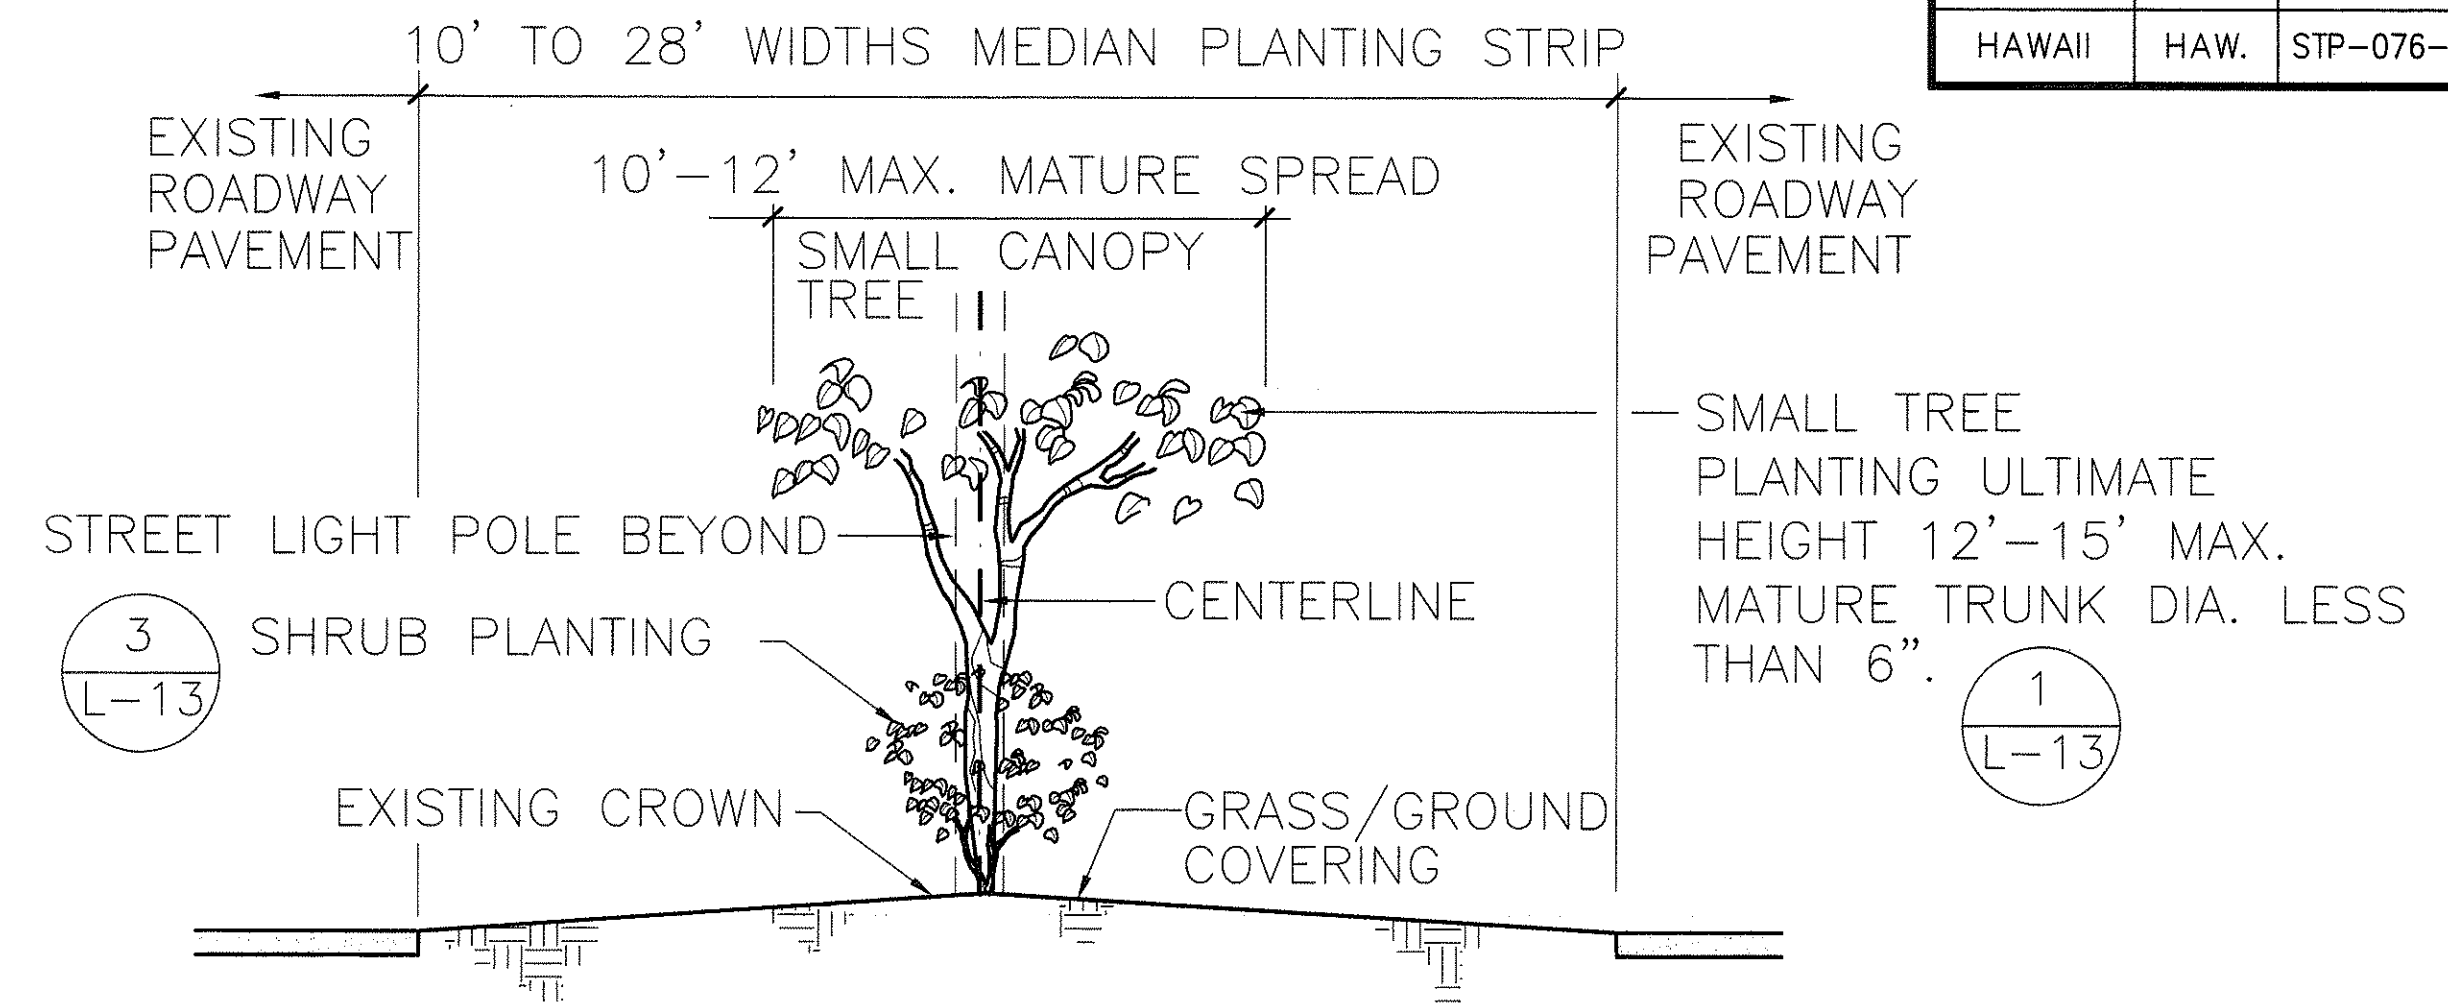 HAWAII HAW. STP-076-
10' TO 28' WIDTHS MEDIAN PLANTING STRIP
EXISTING
ROADWAY
PAVEMENT
10'-12' MAX. MATURE SPREAD
SMALL CANOPY
TREE
EXISTING
ROADWAY
PAVEMENT
SMALL TREE
PLANTING ULTIMATE
HEIGHT 12'-15' MAX.
MATURE TRUNK DIA. LESS
THAN 6".
1
L-13
STREET LIGHT POLE BEYOND
CENTERLINE
3
L-13
SHRUB PLANTING
EXISTING CROWN
GRASS/GROUND
COVERING